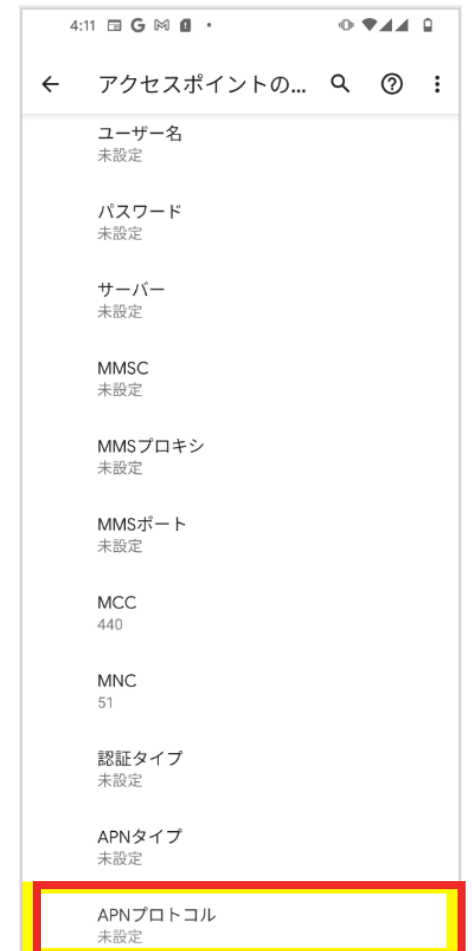 4:11
アクセスポイントの...
ユーザー名
未設定
パスワード
未設定
サーバー
未設定
MMSC
未設定
MMSプロキシ
未設定
MMSポート
未設定
MCC
440
MNC
51
認証タイプ
未設定
APNタイプ
未設定
APNプロトコル
未設定